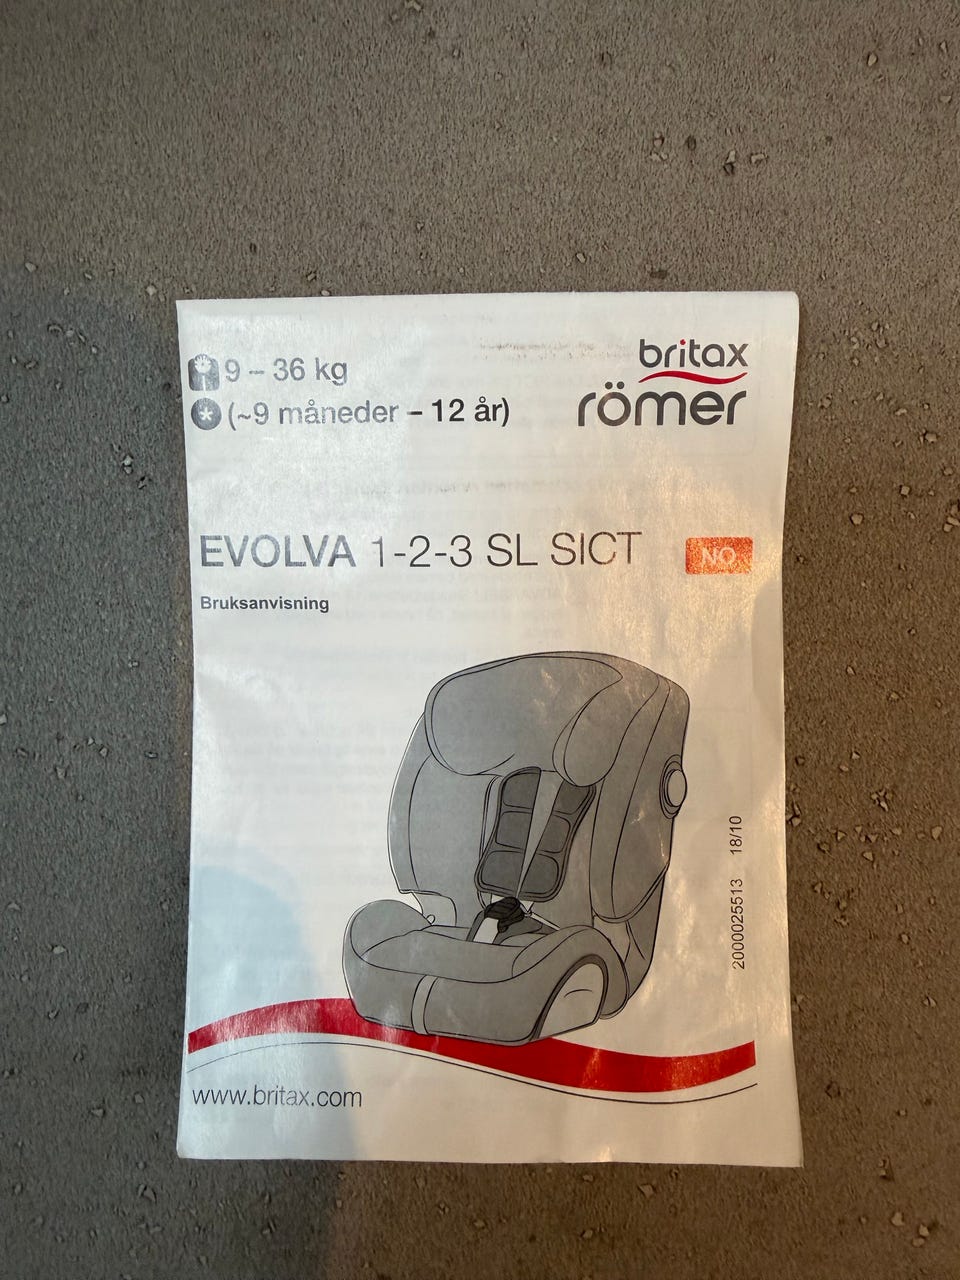 9 – 36 kg
(~9 måneder – 12 år)
britax
römer
EVOLVA 1-2-3 SL SICT
NO
Bruksanvisning
2000025513 18/10
www.britax.com